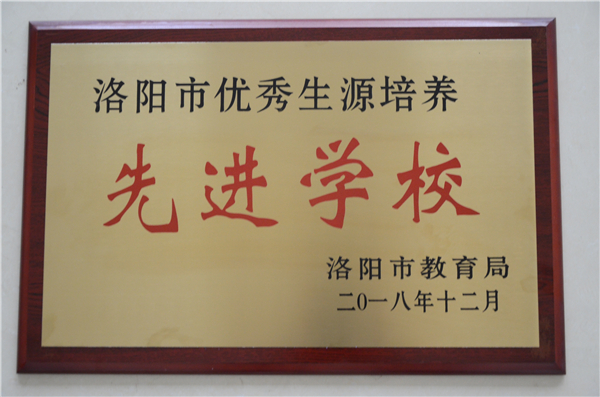 洛阳市优秀生源培养
先进学校
洛阳市教育局
二0一八年十二月